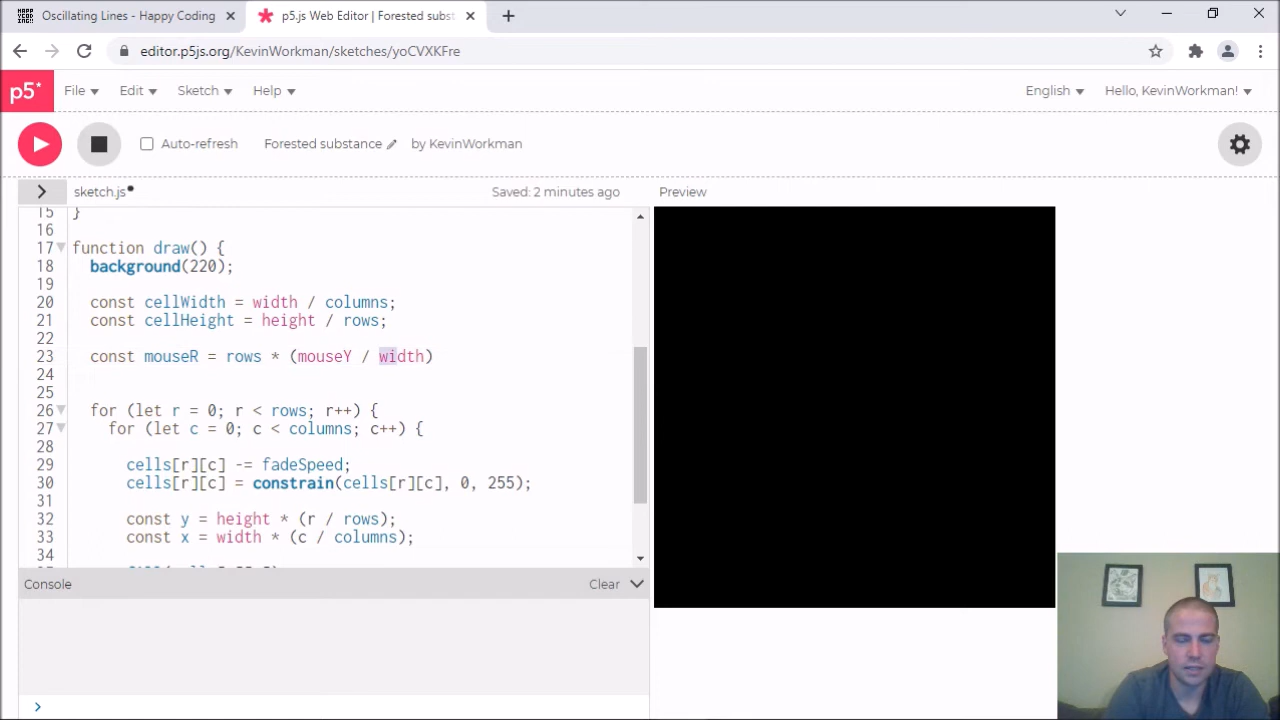 Oscillating Lines - Happy Coding
p5.js Web Editor | Forested subst
editor.p5js.org/KevinWorkman/sketches/yoCVXKFre
p5*
File
Edit
Sketch
Help
English
Hello, KevinWorkman!
Auto-refresh
Forested substance
by KevinWorkman
sketch.js
Saved: 2 minutes ago
Preview
15 }
16
17 function draw() {
18 background(220);
19
20 const cellWidth = width / columns;
21 const cellHeight = height / rows;
22
23 const mouseR = rows * (mouseY / width)
24
25
26 for (let r = 0; r < rows; r++) {
27 for (let c = 0; c < columns; c++) {
28
29 cells[r][c] -= fadeSpeed;
30 cells[r][c] = constrain(cells[r][c], 0, 255);
31
32 const y = height * (r / rows);
33 const x = width * (c / columns);
34
Console
Clear
>